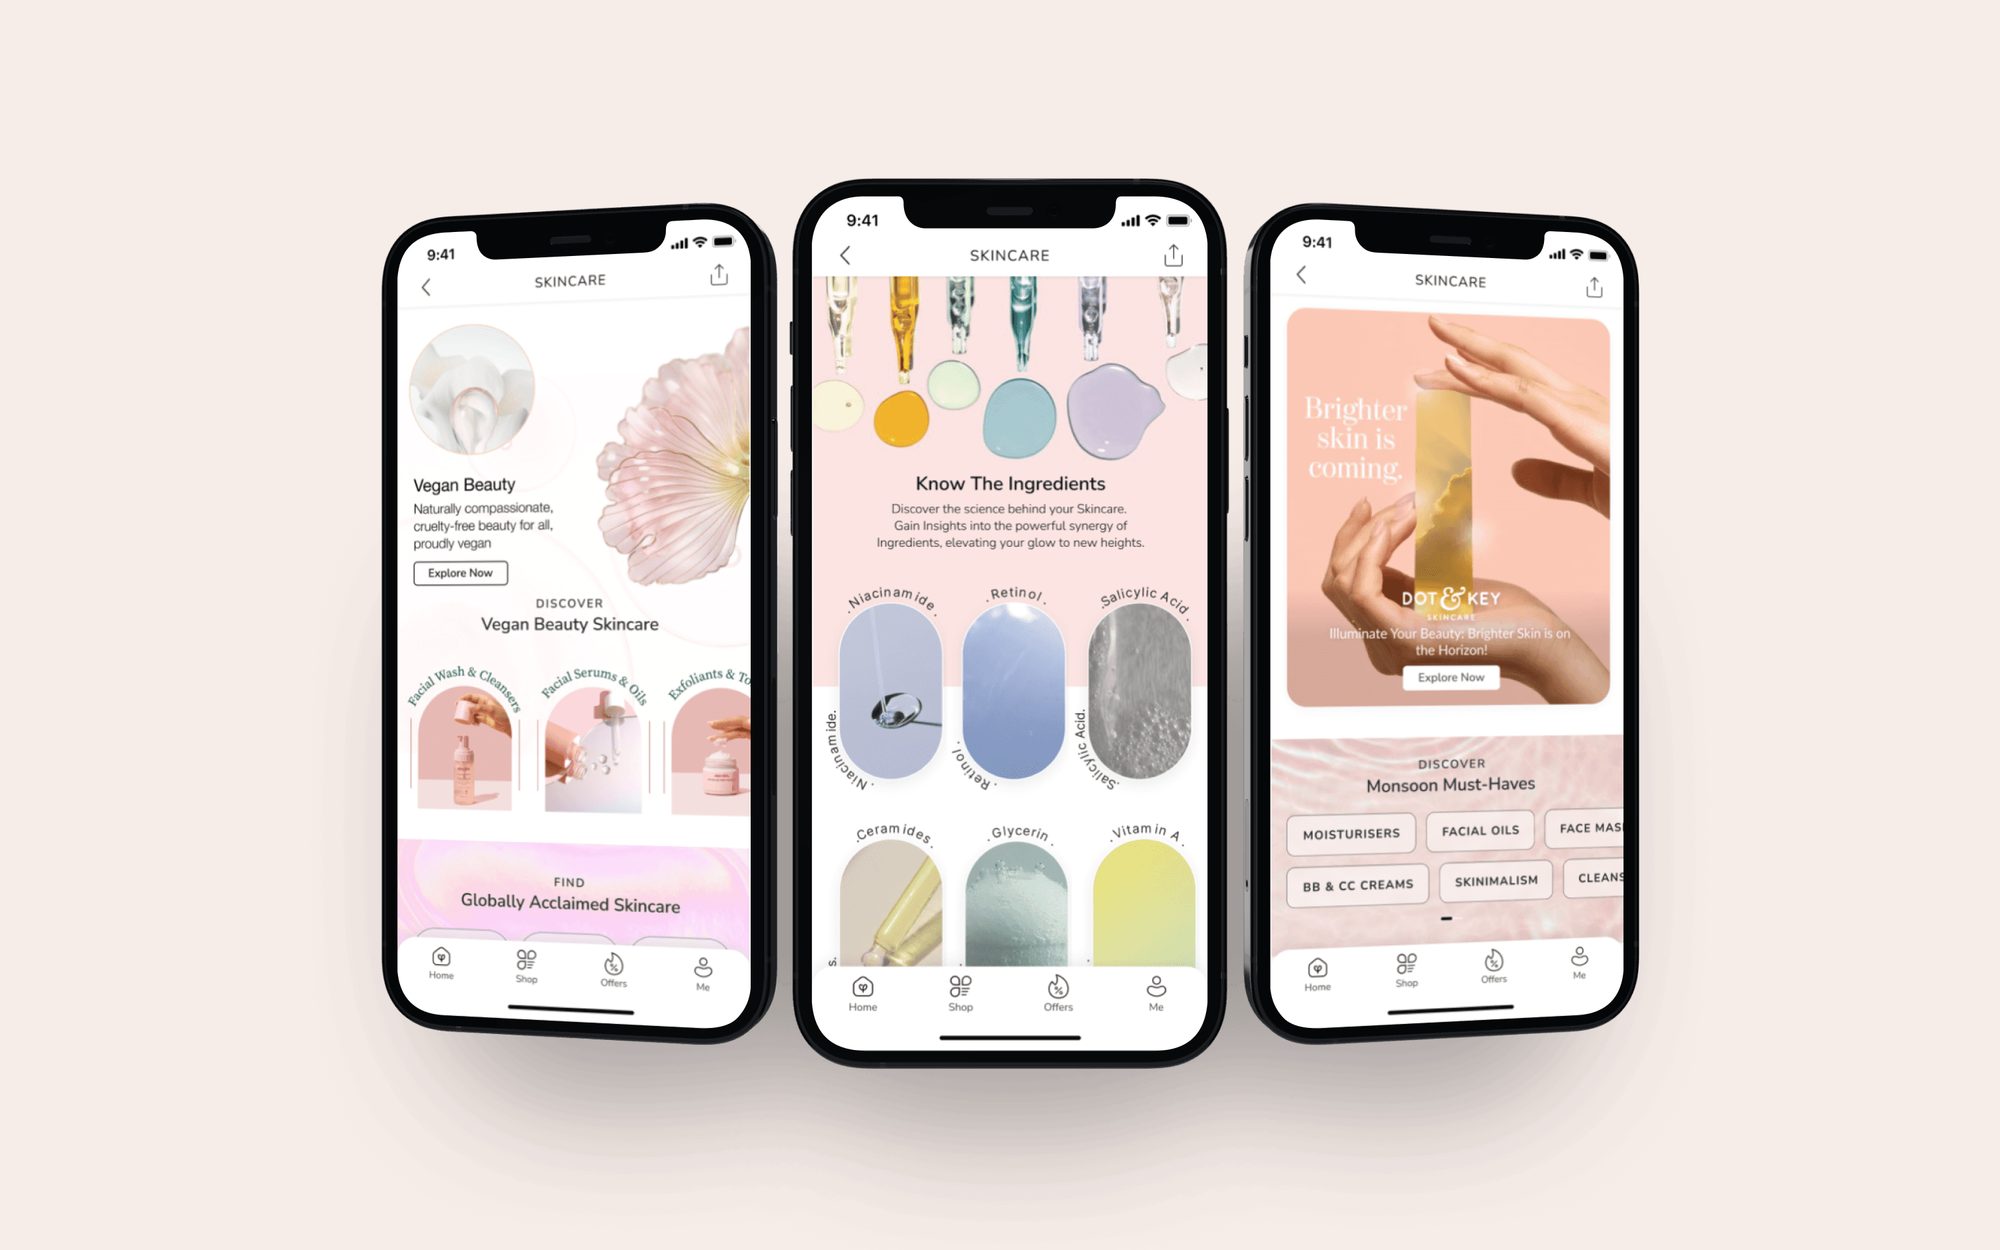 9:41
SKINCARE
Vegan Beauty
Naturally compassionate,
cruelty-free beauty for all,
proudly vegan
Explore Now
DISCOVER
Vegan Beauty Skincare
Facial Wash & Cleansers
Facial Serums & Oils
Exfoliants & To
FIND
Globally Acclaimed Skincare
Home
Shop
Offers
Me
9:41
SKINCARE
Know The Ingredients
Discover the science behind your Skincare.
Gain Insights into the powerful synergy of
Ingredients, elevating your glow to new heights.
. Niacinamide .
. Retinol .
.Salicylic Acid .
Niacinamide.
. Retinol .
Salicylic Acid.
.Ceramides .
.Glycerin .
.Vitamin A .
s.
Home
Shop
Offers
Me
9:41
SKINCARE
Brighter
skin is
coming.
DOT & KEY
SKINCARE
Illuminate Your Beauty: Brighter Skin is on
the Horizon!
Explore Now
DISCOVER
Monsoon Must-Haves
MOISTURISERS
FACIAL OILS
FACE MAS
BB & CC CREAMS
SKINIMALISM
CLEANS
Home
Shop
Offers
Me